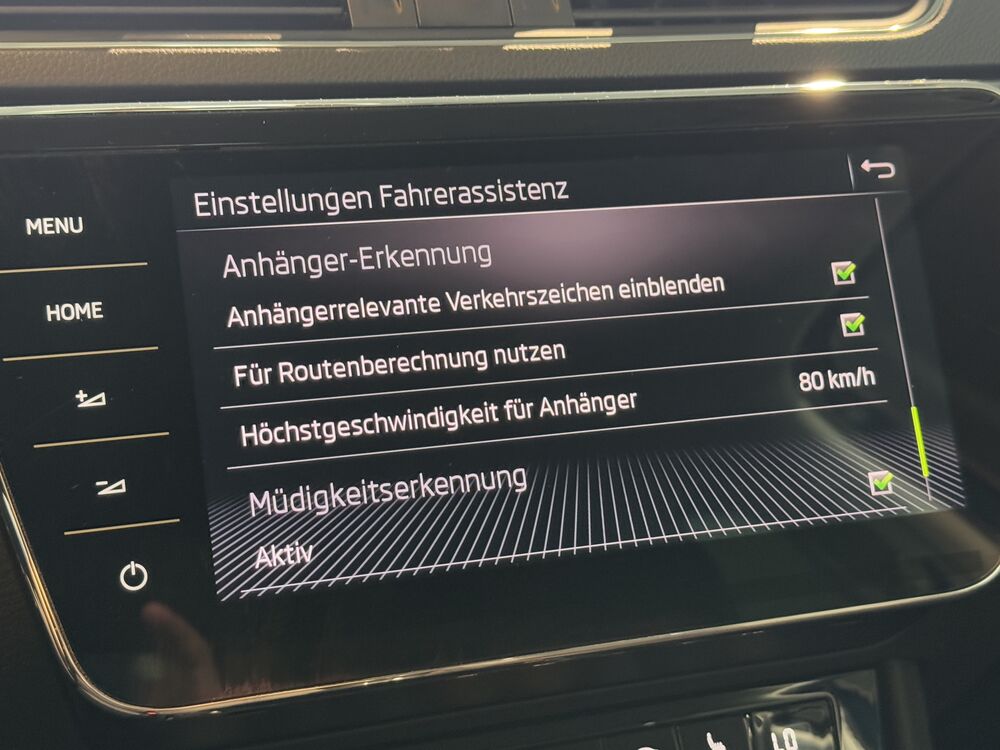 Einstellungen Fahrerassistenz
MENU
Anhänger-Erkennung
Anhängerrelevante Verkehrszeichen einblenden
HOME
Für Routenberechnung nutzen
Höchstgeschwindigkeit für Anhänger 80 km/h
Müdigkeitserkennung
Aktiv